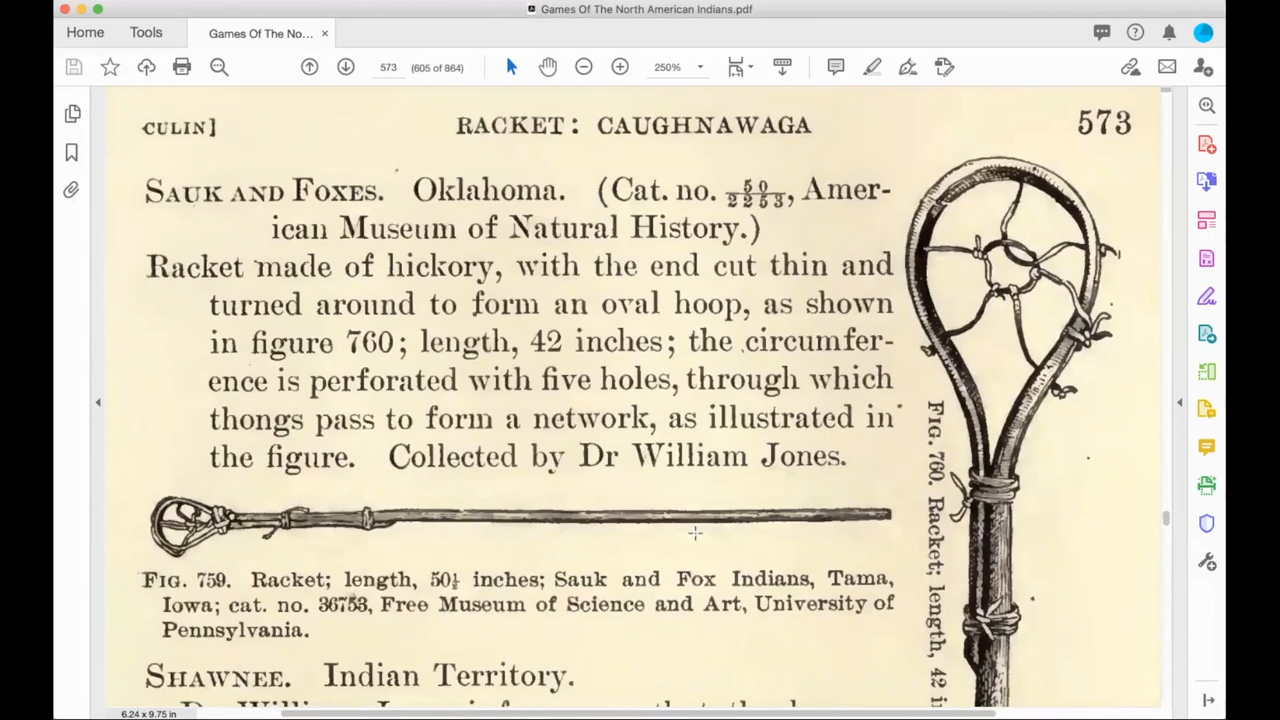 Games Of The North American Indians.pdf
Home
Tools
Games Of The No...
573 (605 of 864)
250%
CULIN]
RACKET: CAUGHNAWAGA
573
SAUK AND FOXES. Oklahoma. (Cat. no. 50/2253, Amer-
ican Museum of Natural History.)
Racket made of hickory, with the end cut thin and
turned around to form an oval hoop, as shown
in figure 760; length, 42 inches; the circumfer-
ence is perforated with five holes, through which
thongs pass to form a network, as illustrated in
the figure. Collected by Dr William Jones.
FIG. 759. Racket; length, 50½ inches; Sauk and Fox Indians, Tama,
Iowa; cat. no. 36753, Free Museum of Science and Art, University of
Pennsylvania.
SHAWNEE. Indian Territory.
FIG. 760. Racket; length, 42
6.24 x 9.75 in